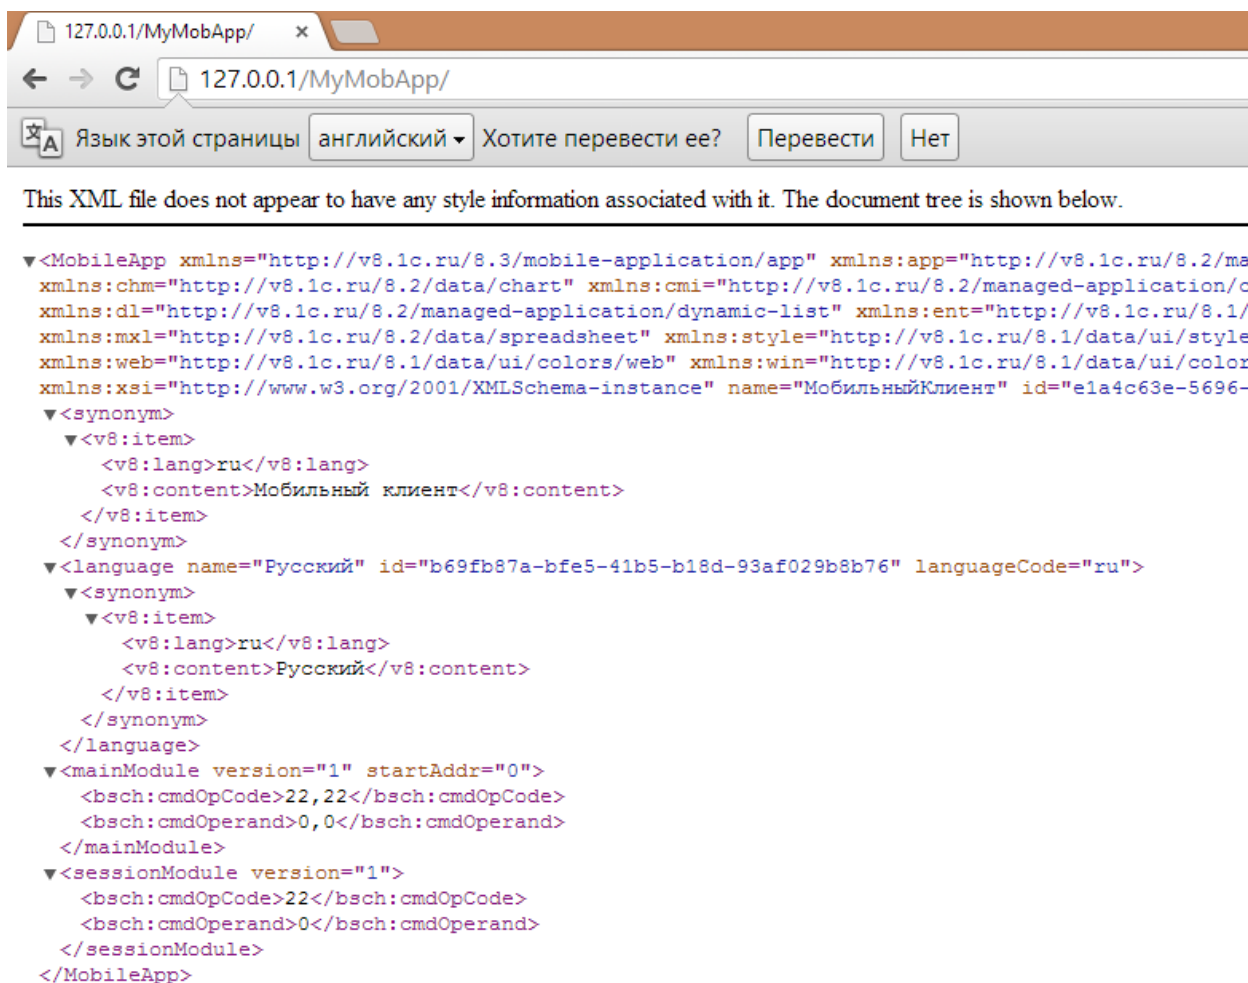 127.0.0.1/MyMobApp/
127.0.0.1/MyMobApp/
Язык этой страницы английский Хотите перевести ее? Перевести Нет
This XML file does not appear to have any style information associated with it. The document tree is shown below.
▼<MobileApp xmlns="http://v8.1c.ru/8.3/mobile-application/app" xmlns:app="http://v8.1c.ru/8.2/ma
xmlns:chm="http://v8.1c.ru/8.2/data/chart" xmlns:cmi="http://v8.1c.ru/8.2/managed-application/c
xmlns:dl="http://v8.1c.ru/8.2/managed-application/dynamic-list" xmlns:ent="http://v8.1c.ru/8.1/
xmlns:mxl="http://v8.1c.ru/8.2/data/spreadsheet" xmlns:style="http://v8.1c.ru/8.1/data/ui/style
xmlns:web="http://v8.1c.ru/8.1/data/ui/colors/web" xmlns:win="http://v8.1c.ru/8.1/data/ui/color
xmlns:xsi="http://www.w3.org/2001/XMLSchema-instance" name="МобильныйКлиент" id="e1a4c63e-5696-
▼<synonym>
▼<v8:item>
<v8:lang>ru</v8:lang>
<v8:content>Мобильный клиент</v8:content>
</v8:item>
</synonym>
▼<language name="Русский" id="b69fb87a-bfe5-41b5-b18d-93af029b8b76" languageCode="ru">
▼<synonym>
▼<v8:item>
<v8:lang>ru</v8:lang>
<v8:content>Русский</v8:content>
</v8:item>
</synonym>
</language>
▼<mainModule version="1" startAddr="0">
<bsch:cmdOpCode>22,22</bsch:cmdOpCode>
<bsch:cmdOperand>0,0</bsch:cmdOperand>
</mainModule>
▼<sessionModule version="1">
<bsch:cmdOpCode>22</bsch:cmdOpCode>
<bsch:cmdOperand>0</bsch:cmdOperand>
</sessionModule>
</MobileApp>